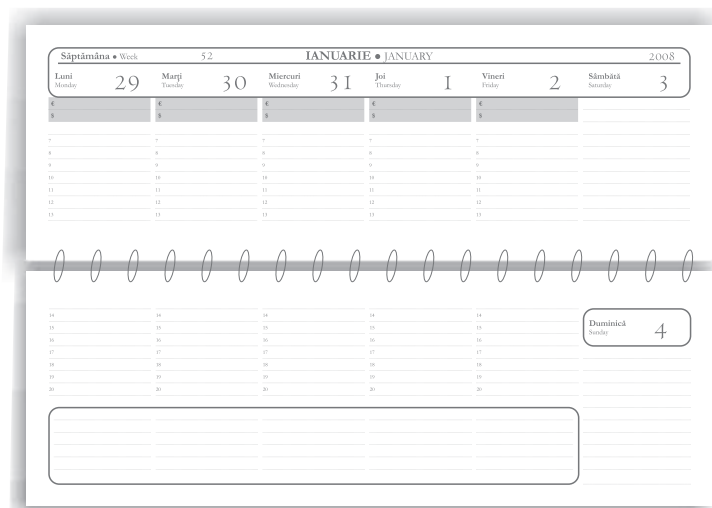 Săptămâna • Week 52 IANUARIE • JANUARY 2008
Luni 29 Marţi 30 Miercuri 31 Joi 1 Vineri 2 Sâmbătă 3
Monday Tuesday Wednesday Thursday Friday Saturday
€ € € € €
$ $ $ $ $
7 7 7 7 7
8 8 8 8 8
9 9 9 9 9
10 10 10 10 10
11 11 11 11 11
12 12 12 12 12
13 13 13 13 13
14 14 14 14 14
15 15 15 15 15
16 16 16 16 16
17 17 17 17 17
18 18 18 18 18
19 19 19 19 19
20 20 20 20 20
Duminică 4
Sunday